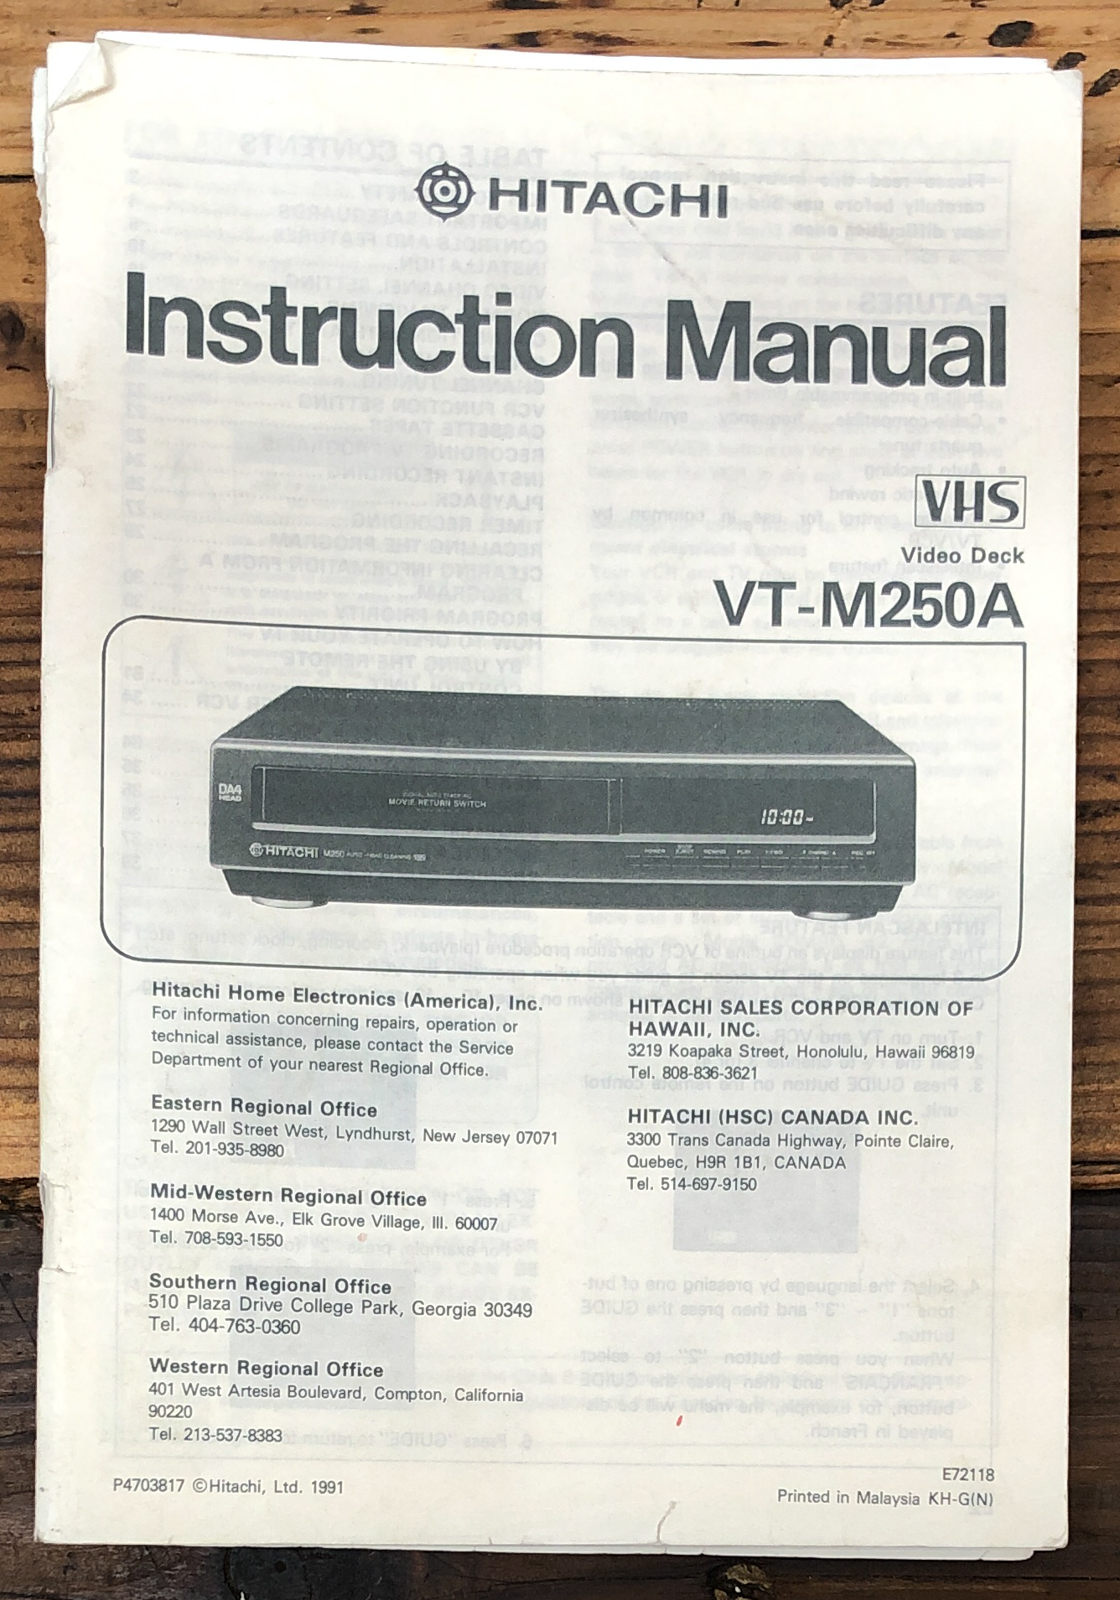 HITACHI
Instruction Manual
VHS
Video Deck
VT-M250A
DA4
HEAD
MOVIE RETURN SWITCH
10:00
HITACHI M250
POWER
REWIND
PLAY
Hitachi Home Electronics (America), Inc.
For information concerning repairs, operation or
technical assistance, please contact the Service
Department of your nearest Regional Office.
Eastern Regional Office
1290 Wall Street West, Lyndhurst, New Jersey 07071
Tel. 201-935-8980
Mid-Western Regional Office
1400 Morse Ave., Elk Grove Village, Ill. 60007
Tel. 708-593-1550
Southern Regional Office
510 Plaza Drive College Park, Georgia 30349
Tel. 404-763-0360
Western Regional Office
401 West Artesia Boulevard, Compton, California
90220
Tel. 213-537-8383
HITACHI SALES CORPORATION OF
HAWAII, INC.
3219 Koapaka Street, Honolulu, Hawaii 96819
Tel. 808-836-3621
HITACHI (HSC) CANADA INC.
3300 Trans Canada Highway, Pointe Claire,
Quebec, H9R 1B1, CANADA
Tel. 514-697-9150
P4703817 ©Hitachi, Ltd. 1991
E72118
Printed in Malaysia KH-G(N)